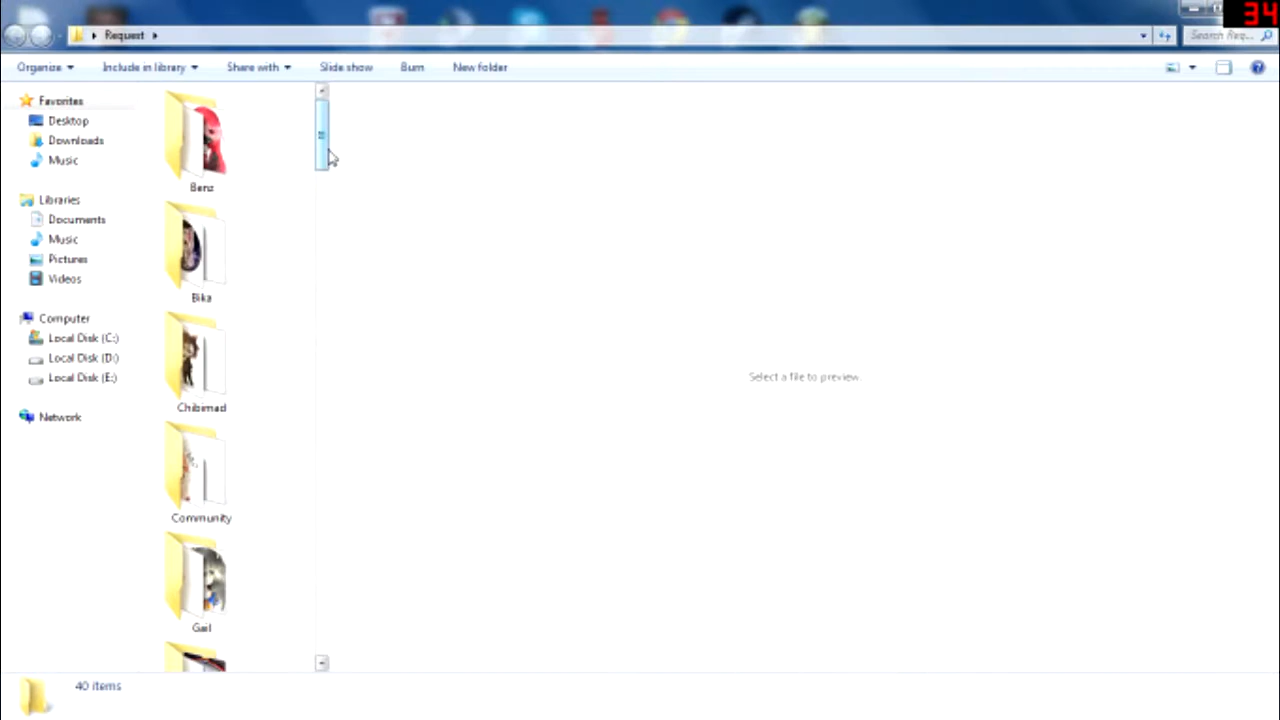 34
Request
Search Req...
Organize
Include in library
Share with
Slide show
Burn
New folder
Favorites
Desktop
Downloads
Music
Libraries
Documents
Music
Pictures
Videos
Computer
Local Disk (C:)
Local Disk (D:)
Local Disk (E:)
Network
Benz
Bika
Chibimad
Community
Gail
Select a file to preview.
40 items